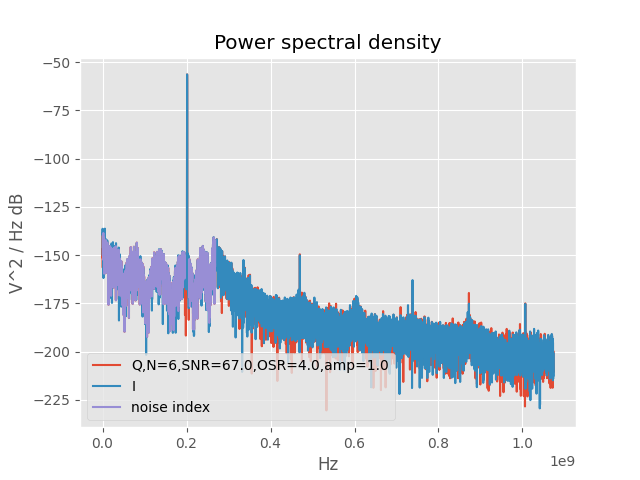 Power spectral density
V^2 / Hz dB
−50
−75
−100
−125
−150
−175
−200
−225
Q,N=6,SNR=67.0,OSR=4.0,amp=1.0
I
noise index
0.0 0.2 0.4 0.6 0.8 1.0
1e9
Hz